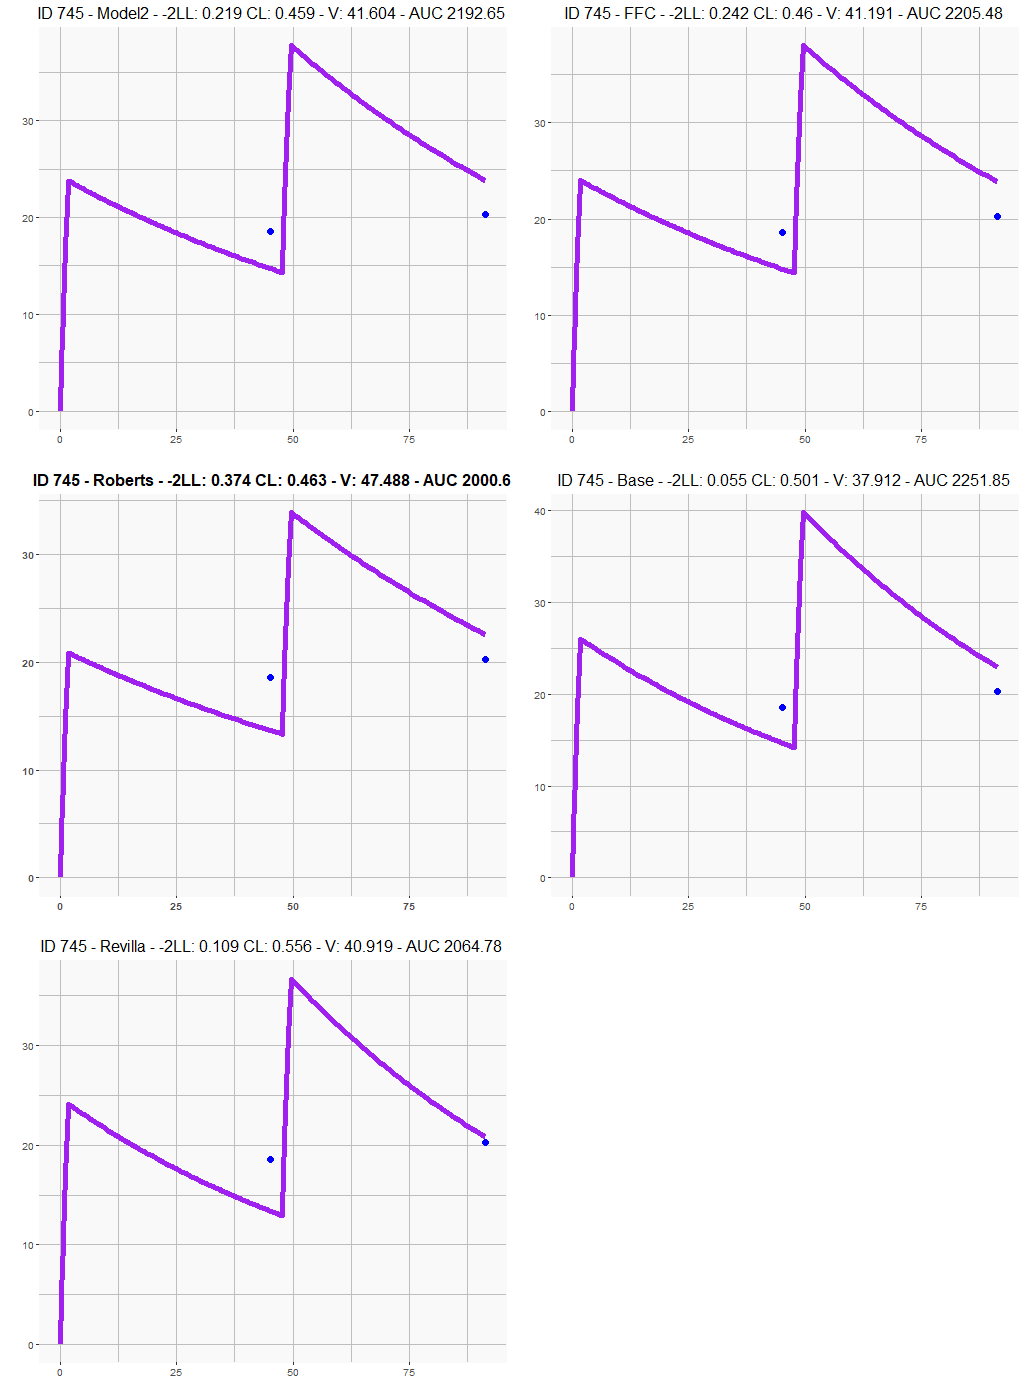 ID 745 - Model2 - -2LL: 0.219 CL: 0.459 - V: 41.604 - AUC 2192.65
30
20
10
0
0 25 50 75
ID 745 - FFC - -2LL: 0.242 CL: 0.46 - V: 41.191 - AUC 2205.48
30
20
10
0
0 25 50 75
ID 745 - Roberts - -2LL: 0.374 CL: 0.463 - V: 47.488 - AUC 2000.6
30
20
10
0
0 25 50 75
ID 745 - Base - -2LL: 0.055 CL: 0.501 - V: 37.912 - AUC 2251.85
40
30
20
10
0
0 25 50 75
ID 745 - Revilla - -2LL: 0.109 CL: 0.556 - V: 40.919 - AUC 2064.78
30
20
10
0
0 25 50 75